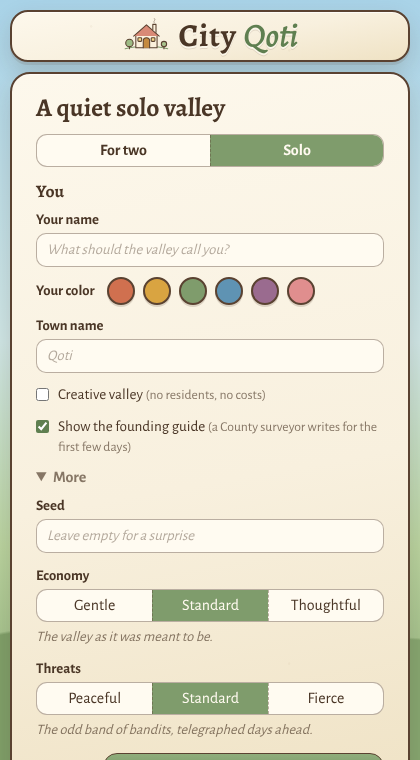 City Qoti
A quiet solo valley
For two Solo
You
Your name
What should the valley call you?
Your color
Town name
Qoti
Creative valley (no residents, no costs)
Show the founding guide (a County surveyor writes for the
first few days)
▼ More
Seed
Leave empty for a surprise
Economy
Gentle Standard Thoughtful
The valley as it was meant to be.
Threats
Peaceful Standard Fierce
The odd band of bandits, telegraphed days ahead.